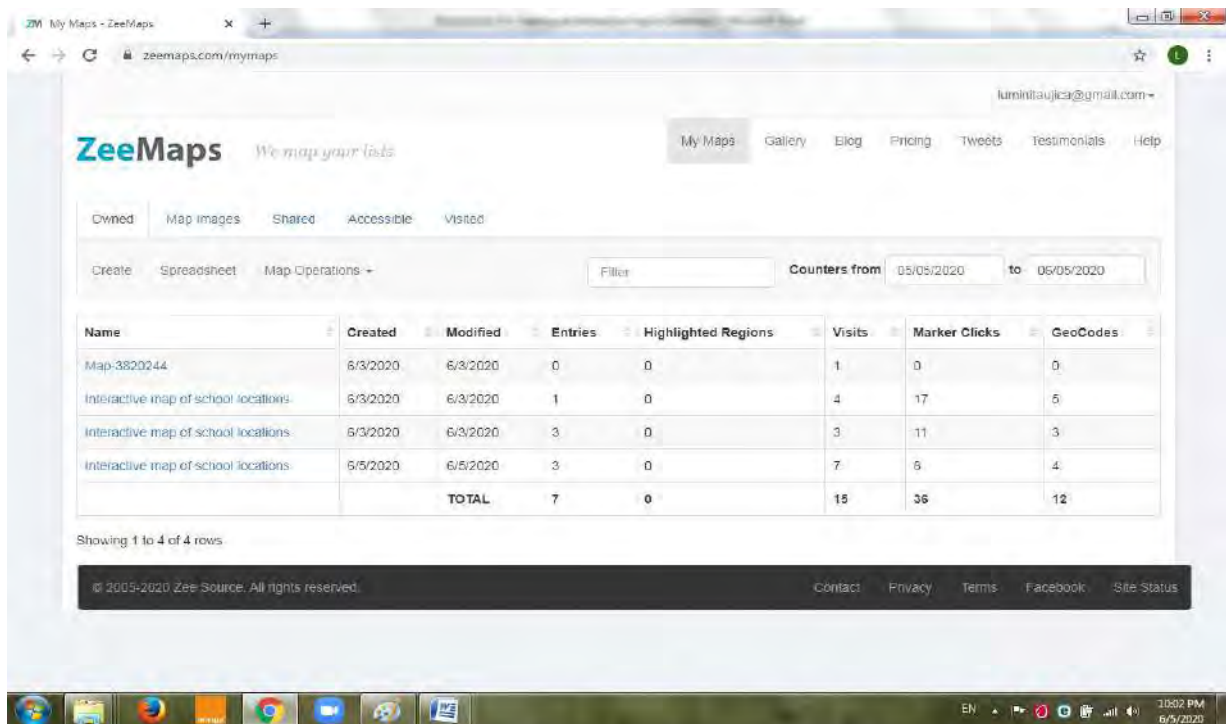 ZM My Maps - ZeeMaps
zeemaps.com/mymaps
L
luminitaujica@gmail.com
ZeeMaps We map your lists
My Maps Gallery Blog Pricing Tweets Testimonials Help
Owned Map Images Shared Accessible Visited
Create Spreadsheet Map Operations Filter Counters from 05/05/2020 to 06/05/2020
Name Created Modified Entries Highlighted Regions Visits Marker Clicks GeoCodes
Map-3820244 6/3/2020 6/3/2020 0 0 1 0 0
Interactive map of school locations 6/3/2020 6/3/2020 1 0 4 17 5
Interactive map of school locations 6/3/2020 6/3/2020 3 0 3 11 3
Interactive map of school locations 6/5/2020 6/5/2020 3 0 7 8 4
TOTAL 7 0 15 36 12
Showing 1 to 4 of 4 rows
© 2005-2020 Zee Source. All rights reserved. Contact Privacy Terms Facebook Site Status
EN 10:02 PM
6/5/2020